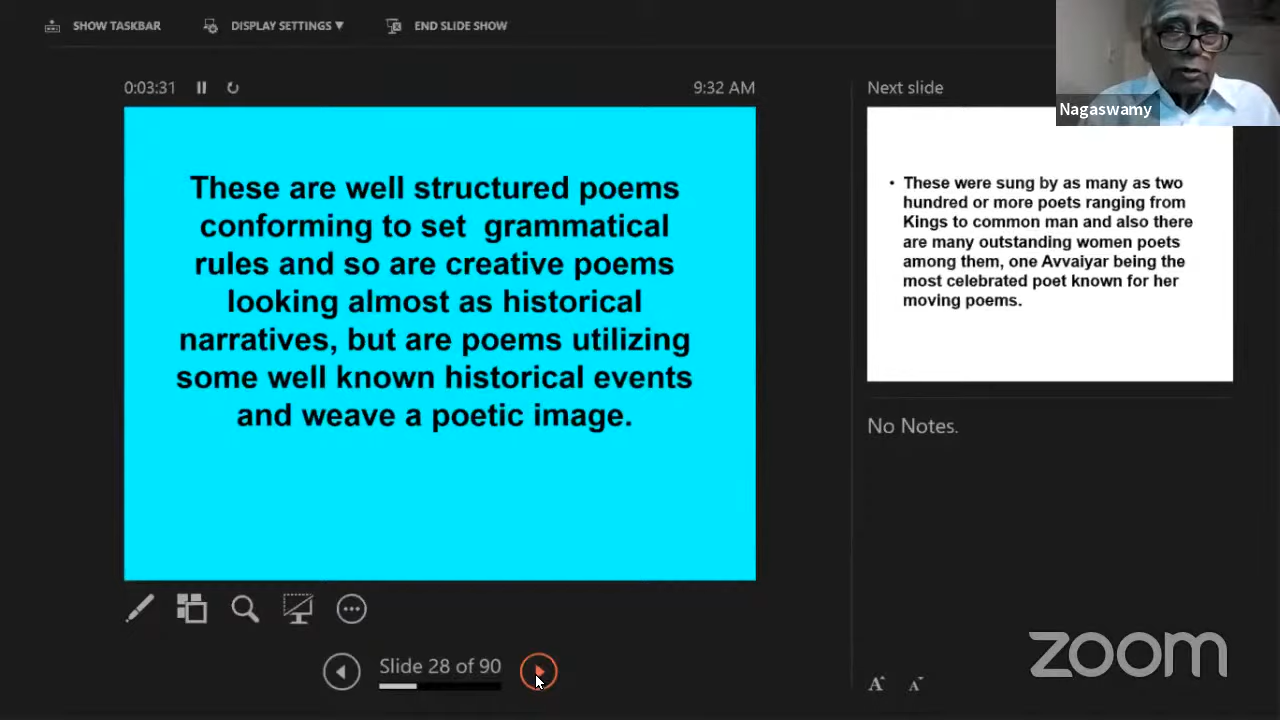 SHOW TASKBAR
DISPLAY SETTINGS ▼
END SLIDE SHOW
0:03:31
9:32 AM
These are well structured poems
conforming to set  grammatical
rules and so are creative poems
looking almost as historical
narratives, but are poems utilizing
some well known historical events
and weave a poetic image.
Slide 28 of 90
Next slide
• These were sung by as many as two
hundred or more poets ranging from
Kings to common man and also there
are many outstanding women poets
among them, one Avvaiyar being the
most celebrated poet known for her
moving poems.
No Notes.
A A
Nagaswamy
zoom